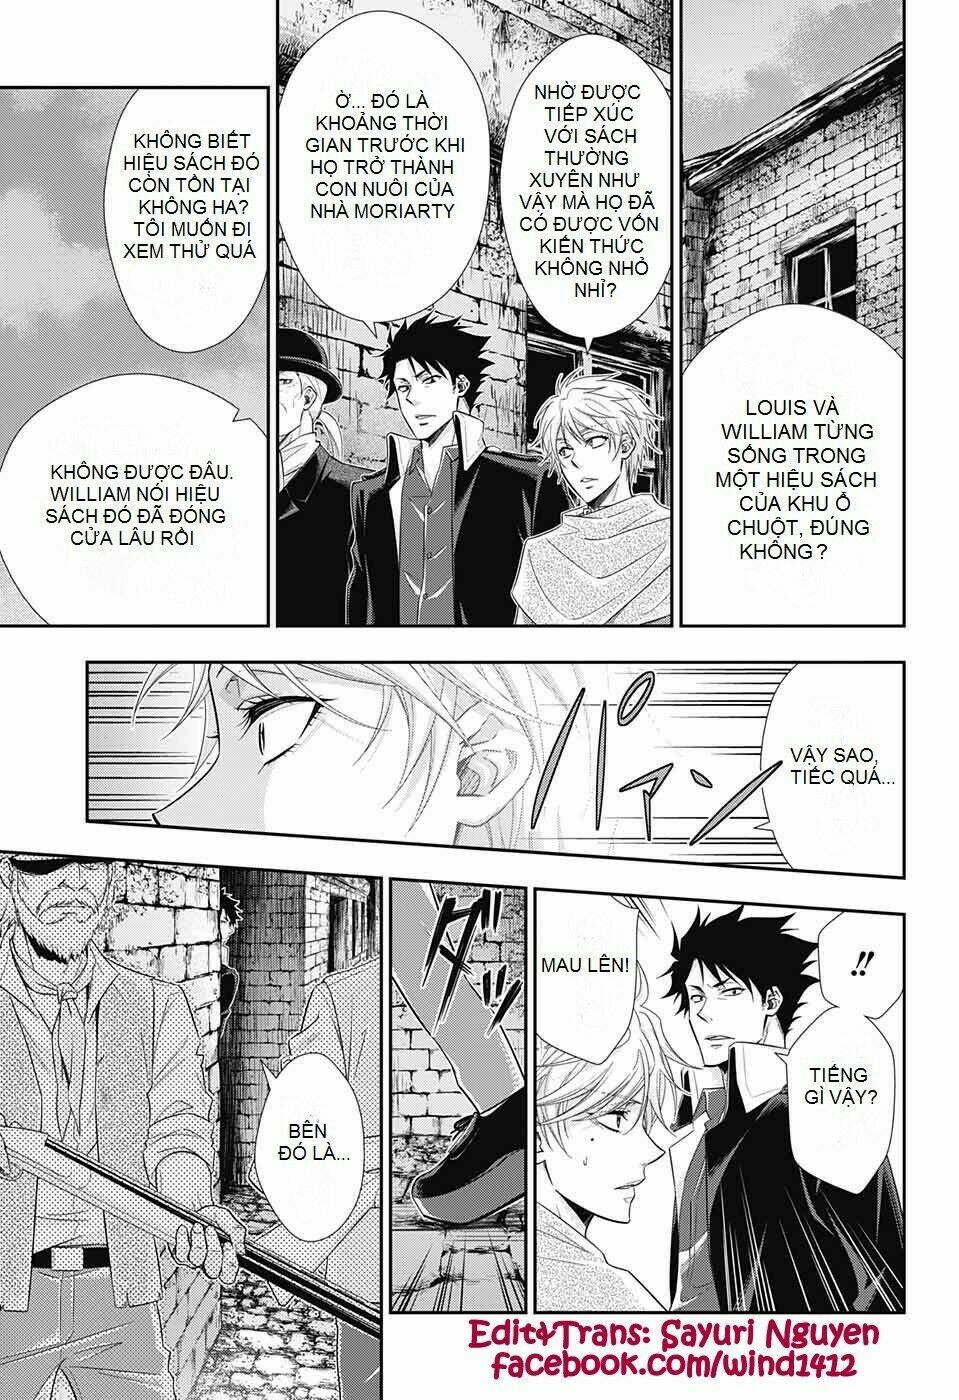 LOUIS VÀ
WILLIAM TỪNG
SỐNG TRONG
MỘT HIỆU SÁCH
CỦA KHU Ổ
CHUỘT, ĐÚNG
KHÔNG?
NHỜ ĐƯỢC
TIẾP XÚC
VỚI SÁCH
THƯỜNG
XUYÊN NHƯ
VẬY MÀ HỌ ĐÃ
CÓ ĐƯỢC VỐN
KIẾN THỨC
KHÔNG NHỎ
NHỈ?
Ờ... ĐÓ LÀ
KHOẢNG THỜI
GIAN TRƯỚC KHI
HỌ TRỞ THÀNH
CON NUÔI CỦA
NHÀ MORIARTY
KHÔNG BIẾT
HIỆU SÁCH ĐÓ
CÒN TỒN TẠI
KHÔNG HA?
TÔI MUỐN ĐI
XEM THỬ QUÁ
KHÔNG ĐƯỢC ĐÂU.
WILLIAM NÓI HIỆU
SÁCH ĐÓ ĐÃ ĐÓNG
CỬA LÂU RỒI
VẬY SAO,
TIẾC QUÁ...
パァン
!!
TIẾNG
GÌ VẬY?
MAU LÊN!
BÊN
ĐÓ LÀ...
Edit&Trans: Sayuri Nguyen
facebook.com/wind1412